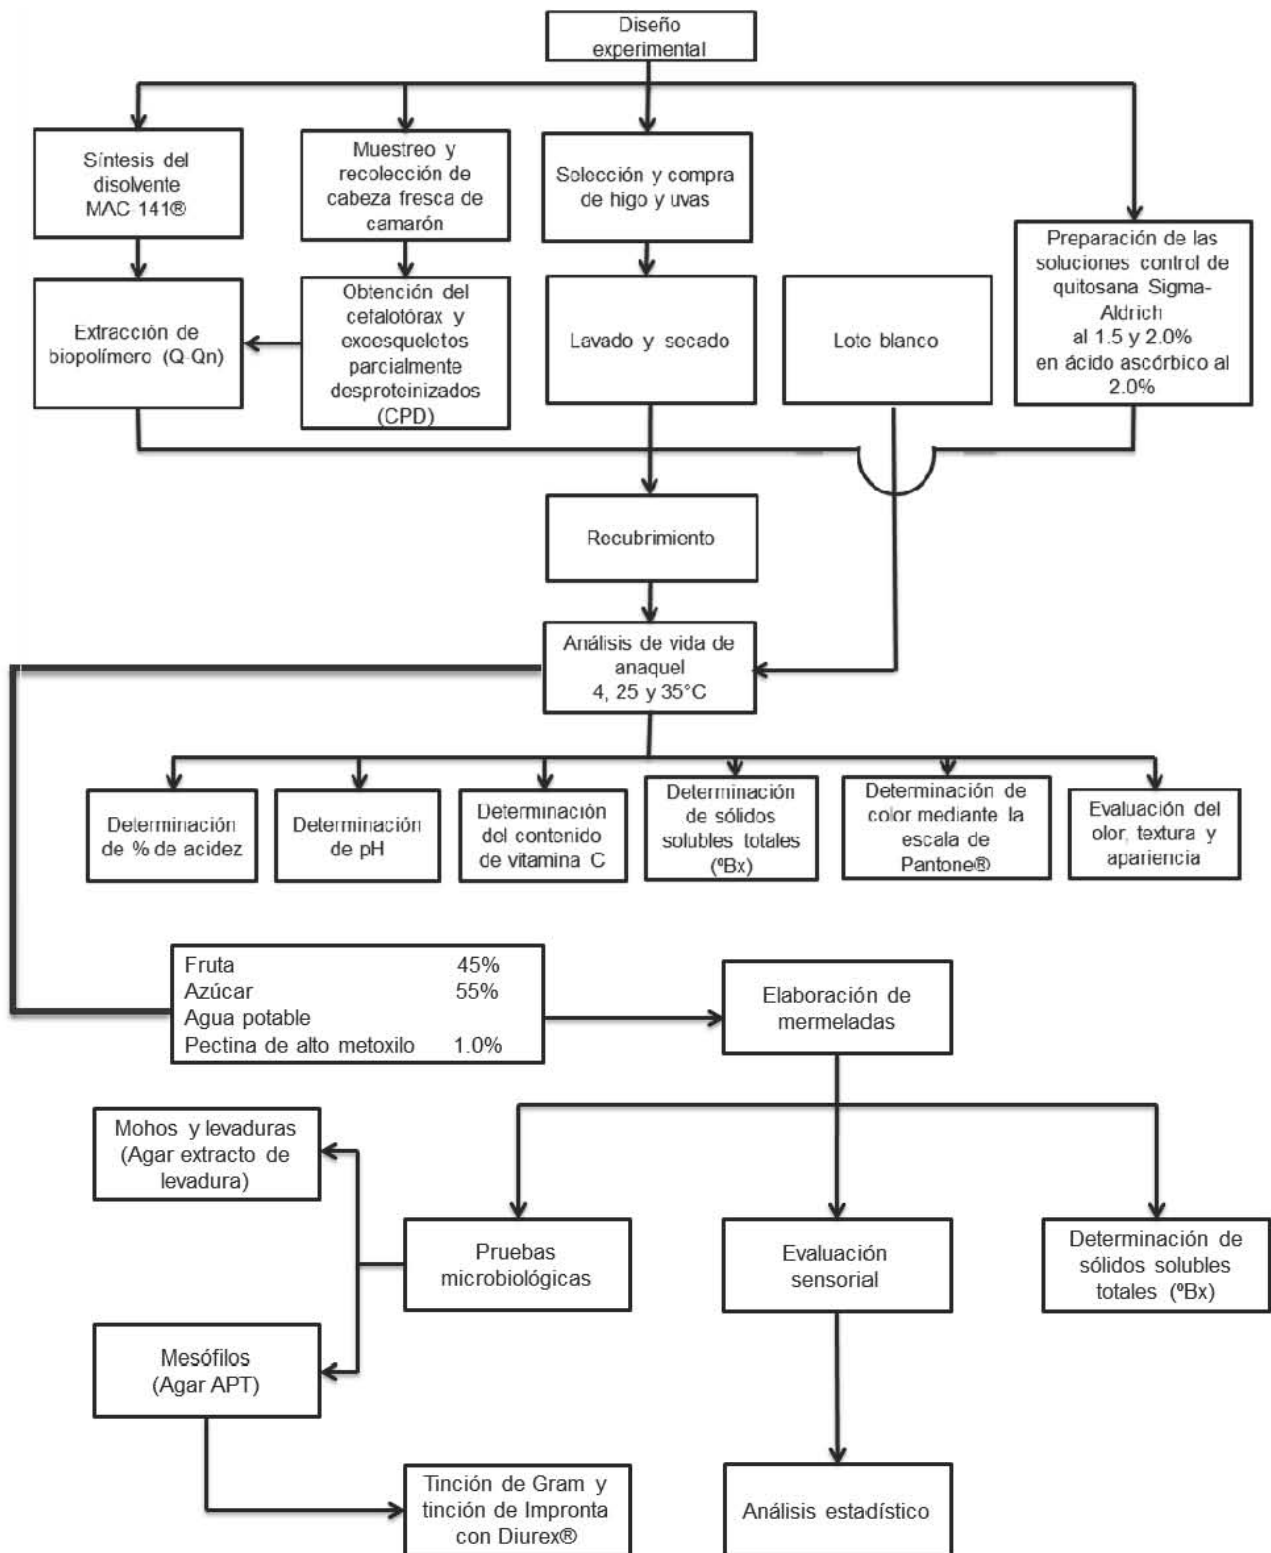 Diseño
experimental
Síntesis del
disolvente
MAC 141®
Muestreo y
recolección de
cabeza fresca de
camarón
Selección y compra
de higo y uvas
Preparación de las
soluciones control de
quitosana Sigma-
Aldrich
al 1.5 y 2.0%
en ácido ascórbico al
2.0%
Extracción de
biopolímero (Q-Qn)
Obtención del
cefalotórax y
exoesqueletos
parcialmente
desproteinizados
(CPD)
Lavado y secado
Lote blanco
Recubrimiento
Análisis de vida de
anaquel
4, 25 y 35°C
Determinación
de % de acidez
Determinación
de pH
Determinación
del contenido
de vitamina C
Determinación
de sólidos
solubles totales
(ºBx)
Determinación de
color mediante la
escala de
Pantone®
Evaluación del
olor, textura y
apariencia
Fruta 45%
Azúcar 55%
Agua potable
Pectina de alto metoxilo 1.0%
Elaboración de
mermeladas
Mohos y levaduras
(Agar extracto de
levadura)
Pruebas
microbiológicas
Evaluación
sensorial
Determinación de
sólidos solubles
totales (ºBx)
Mesófilos
(Agar APT)
Tinción de Gram y
tinción de Impronta
con Diurex®
Análisis estadístico